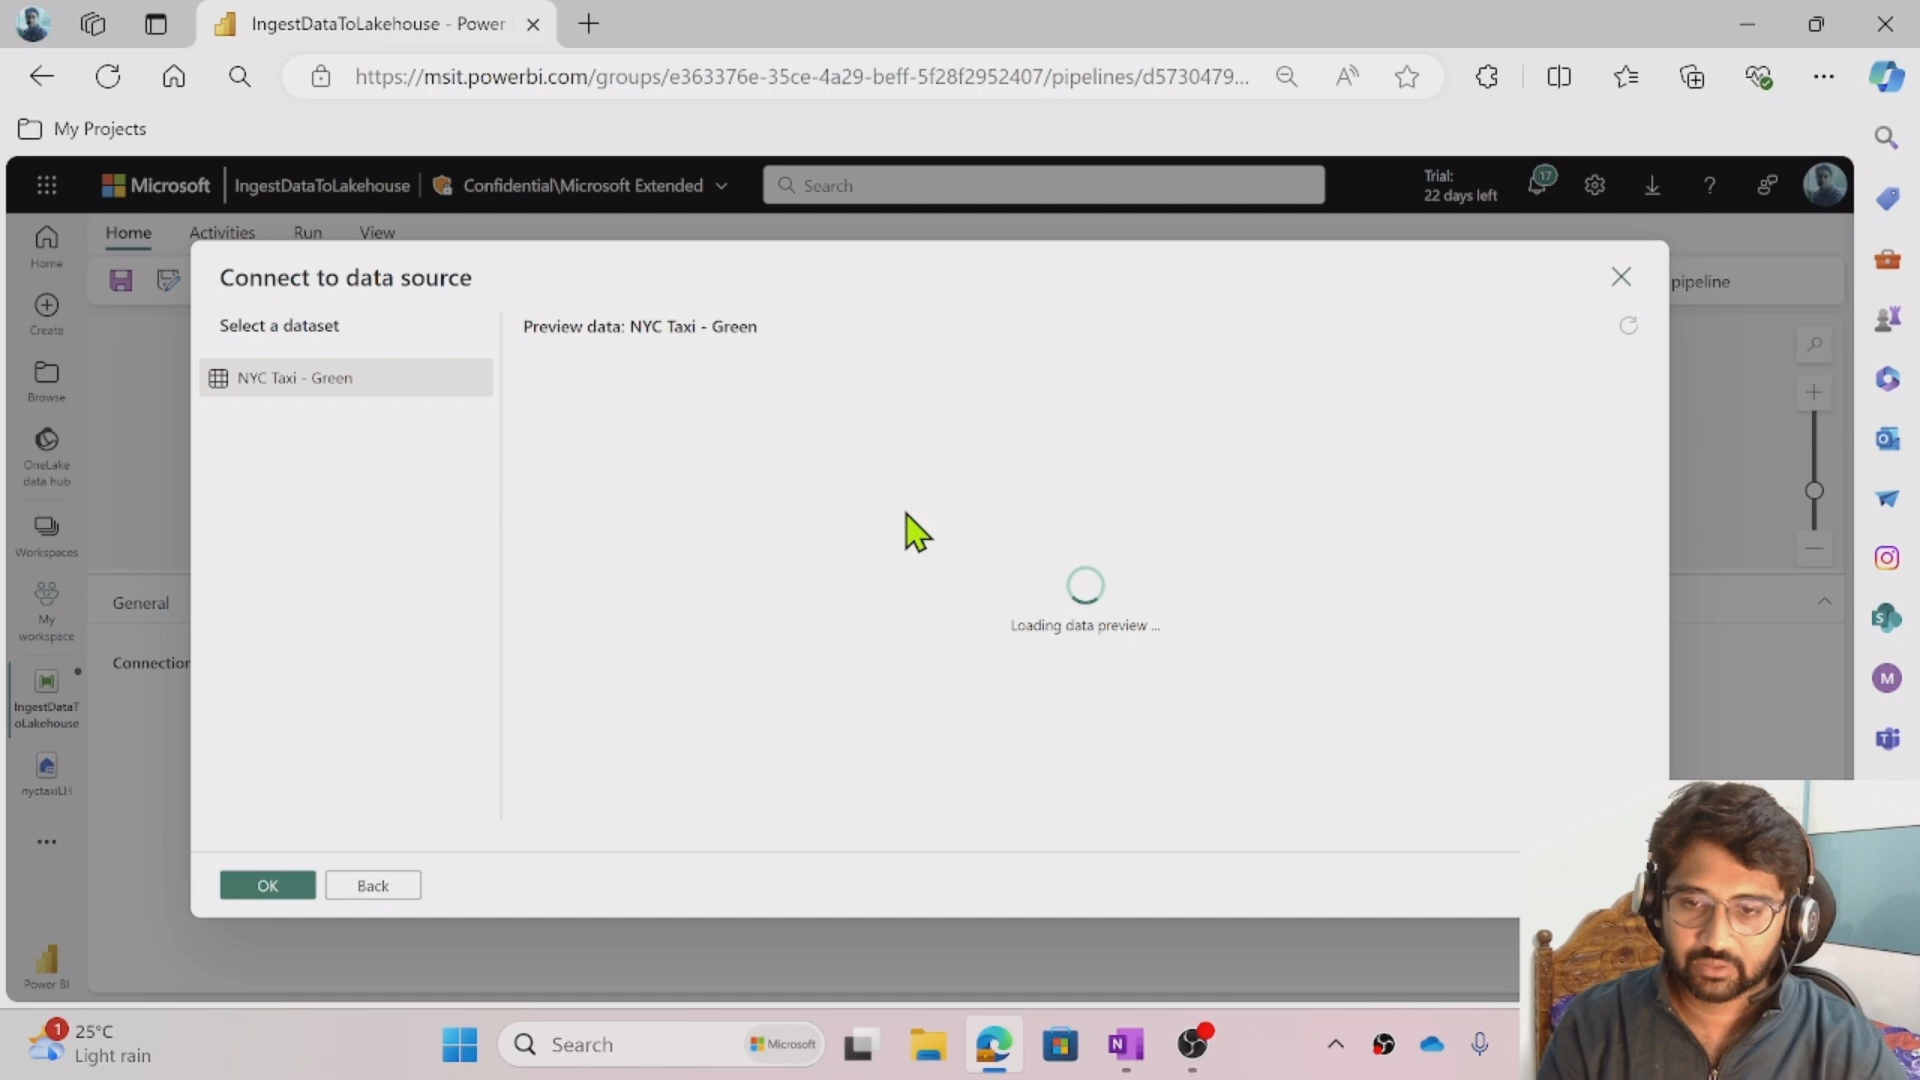 IngestDataToLakehouse - Power
https://msit.powerbi.com/groups/e363376e-35ce-4a29-beff-5f28f2952407/pipelines/d5730479...
My Projects
Microsoft
IngestDataToLakehouse
Confidential\Microsoft Extended
Search
Trial:
22 days left
17
Home
Activities
Run
View
Home
Create
Browse
OneLake
data hub
Workspaces
My
workspace
IngestDataT
oLakehouse
nyctaxiLH
Power BI
pipeline
Connect to data source
Select a dataset
NYC Taxi - Green
Preview data: NYC Taxi - Green
Loading data preview ...
General
Connection
OK
Back
M
1
25°C
Light rain
Search
Microsoft